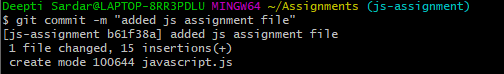 Deepti Sardar@LAPTOP-8RR3PDLU MINGW64 ~/Assignments (js-assignment)
$ git commit -m "added js assignment file"
[js-assignment b61f38a] added js assignment file
 1 file changed, 15 insertions(+)
 create mode 100644 javascript.js